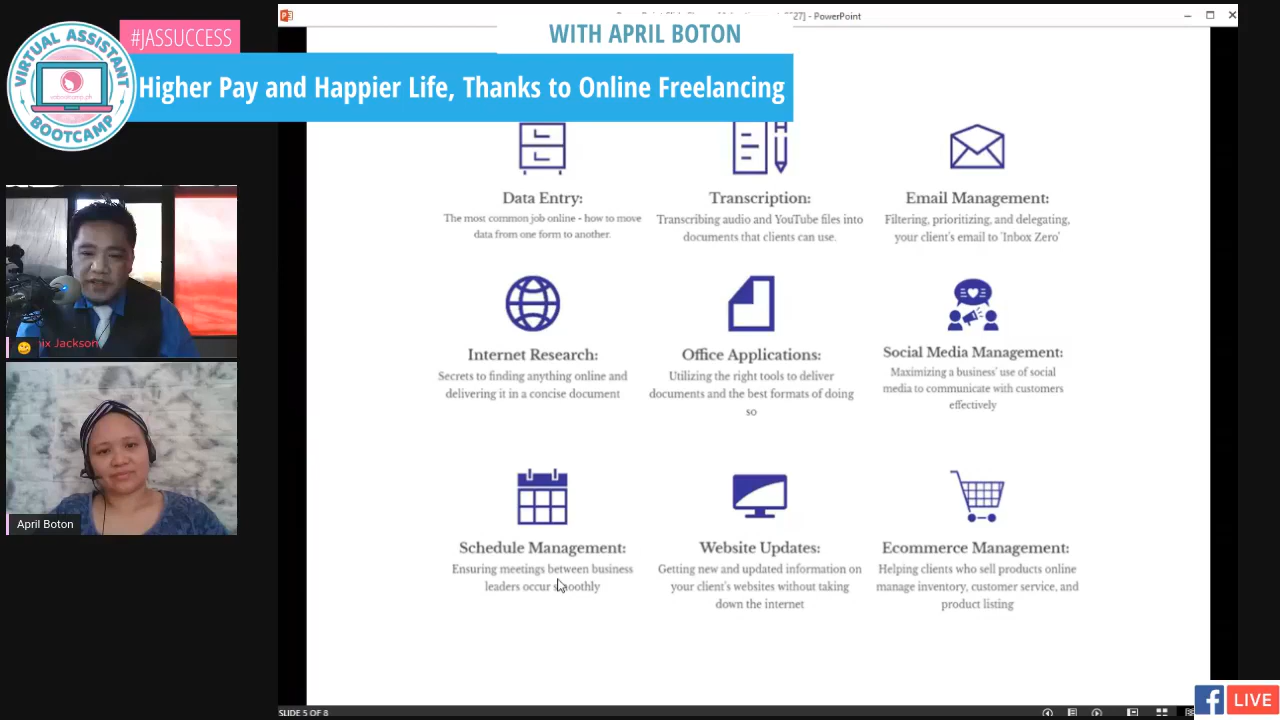 #JASSUCCESS
WITH APRIL BOTON
- PowerPoint
VIRTUAL ASSISTANT
BOOTCAMP
Higher Pay and Happier Life, Thanks to Online Freelancing
Data Entry:
The most common job online - how to move
data from one form to another.
Transcription:
Transcribing audio and YouTube files into
documents that clients can use.
Email Management:
Filtering, prioritizing, and delegating,
your client's email to 'Inbox Zero'
Internet Research:
Secrets to finding anything online and
delivering it in a concise document
Office Applications:
Utilizing the right tools to deliver
documents and the best formats of doing
so
Social Media Management:
Maximizing a business' use of social
media to communicate with customers
effectively
Schedule Management:
Ensuring meetings between business
leaders occur smoothly
Website Updates:
Getting new and updated information on
your client's websites without taking
down the internet
Ecommerce Management:
Helping clients who sell products online
manage inventory, customer service, and
product listing
Jackson
April Boton
SLIDE 5 OF 8
LIVE